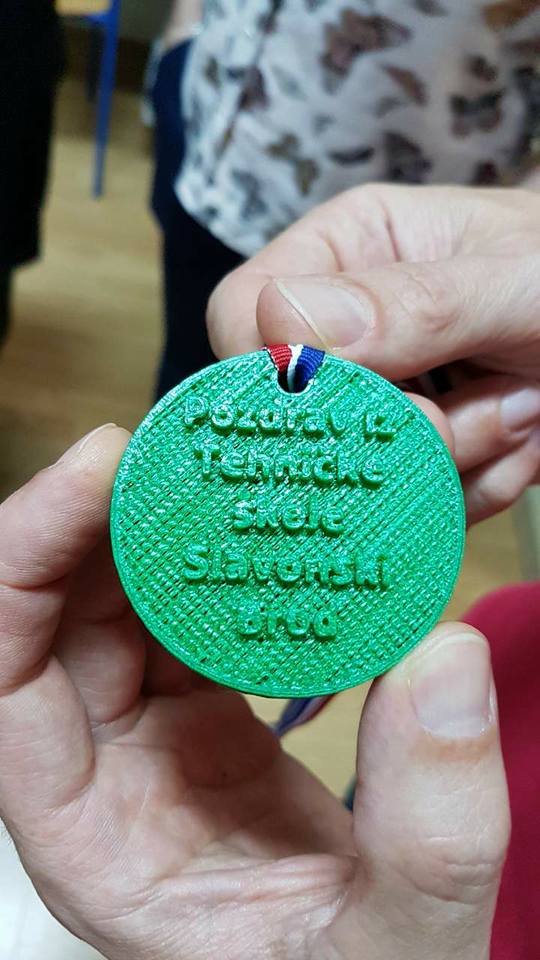 Pozdrav iz
Tehničke
škole
Slavonski
Brod